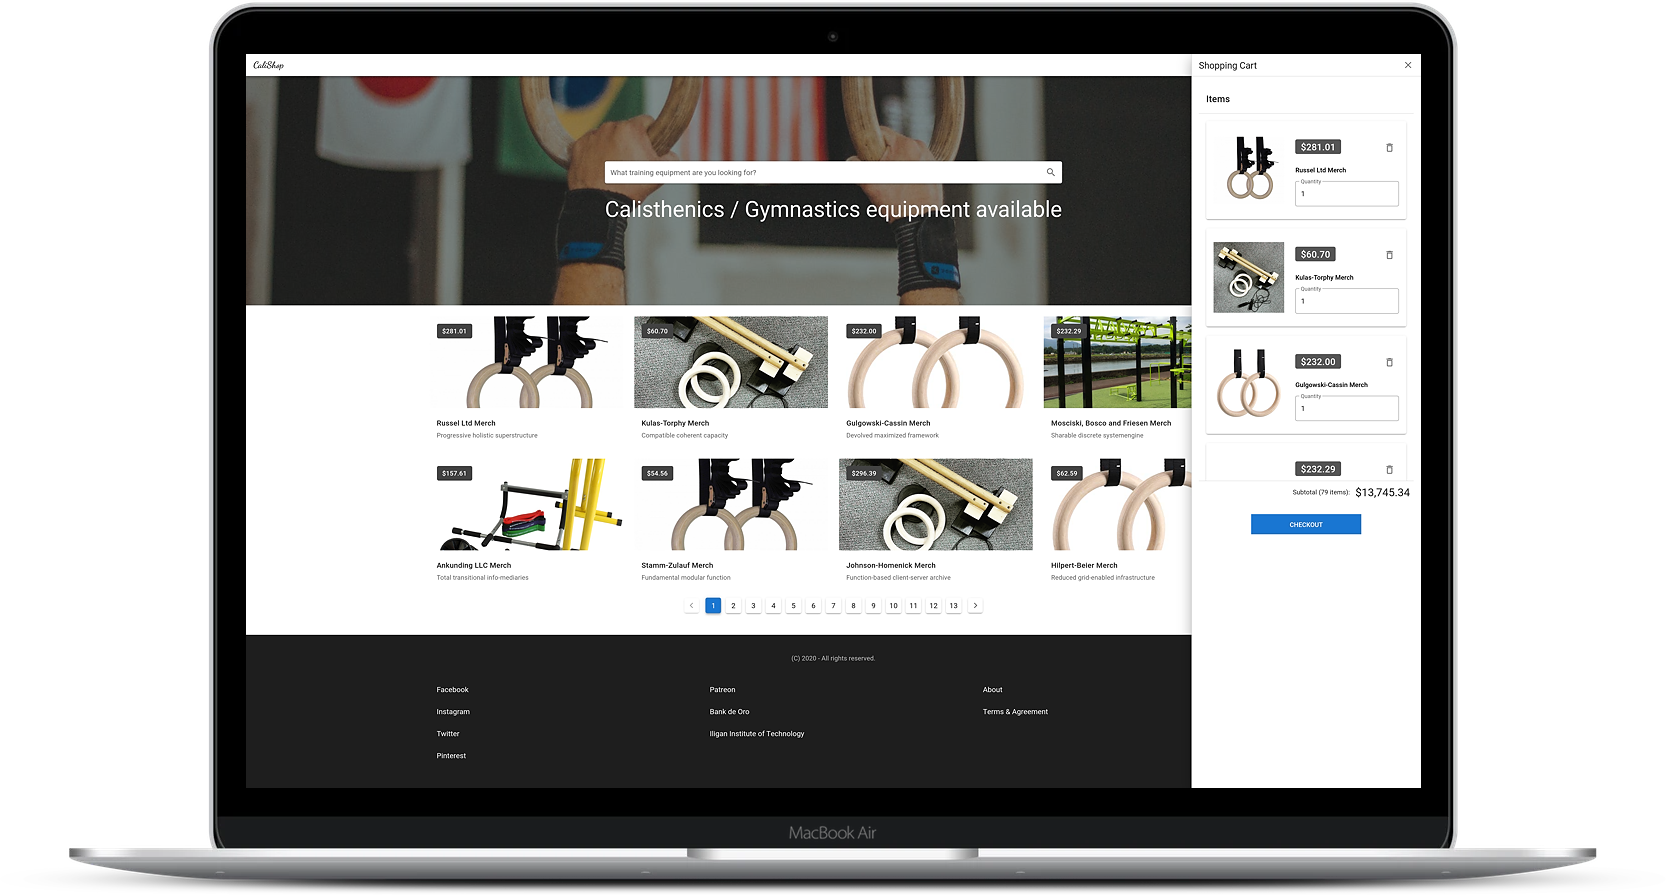 CaliShop
What training equipment are you looking for?
Calisthenics / Gymnastics equipment available
$281.01
$60.70
$232.00
$232.29
Russel Ltd Merch
Kulas-Torphy Merch
Gulgowski-Cassin Merch
Mosciski, Bosco and Friesen Merch
Progressive holistic superstructure
Compatible coherent capacity
Devolved maximized framework
Sharable discrete systemengine
$157.61
$54.56
$296.39
$62.59
Ankunding LLC Merch
Stamm-Zulauf Merch
Johnson-Homenick Merch
Hilpert-Beier Merch
Total transitional info-mediaries
Fundamental modular function
Function-based client-server archive
Reduced grid-enabled infrastructure
1 2 3 4 5 6 7 8 9 10 11 12 13
(C) 2020 - All rights reserved.
Facebook
Instagram
Twitter
Pinterest
Patreon
Bank de Oro
Iligan Institute of Technology
About
Terms & Agreement
Shopping Cart
Items
$281.01
Russel Ltd Merch
Quantity
1
$60.70
Kulas-Torphy Merch
Quantity
1
$232.00
Gulgowski-Cassin Merch
Quantity
1
$232.29
Subtotal (79 items): $13,745.34
CHECKOUT
MacBook Air